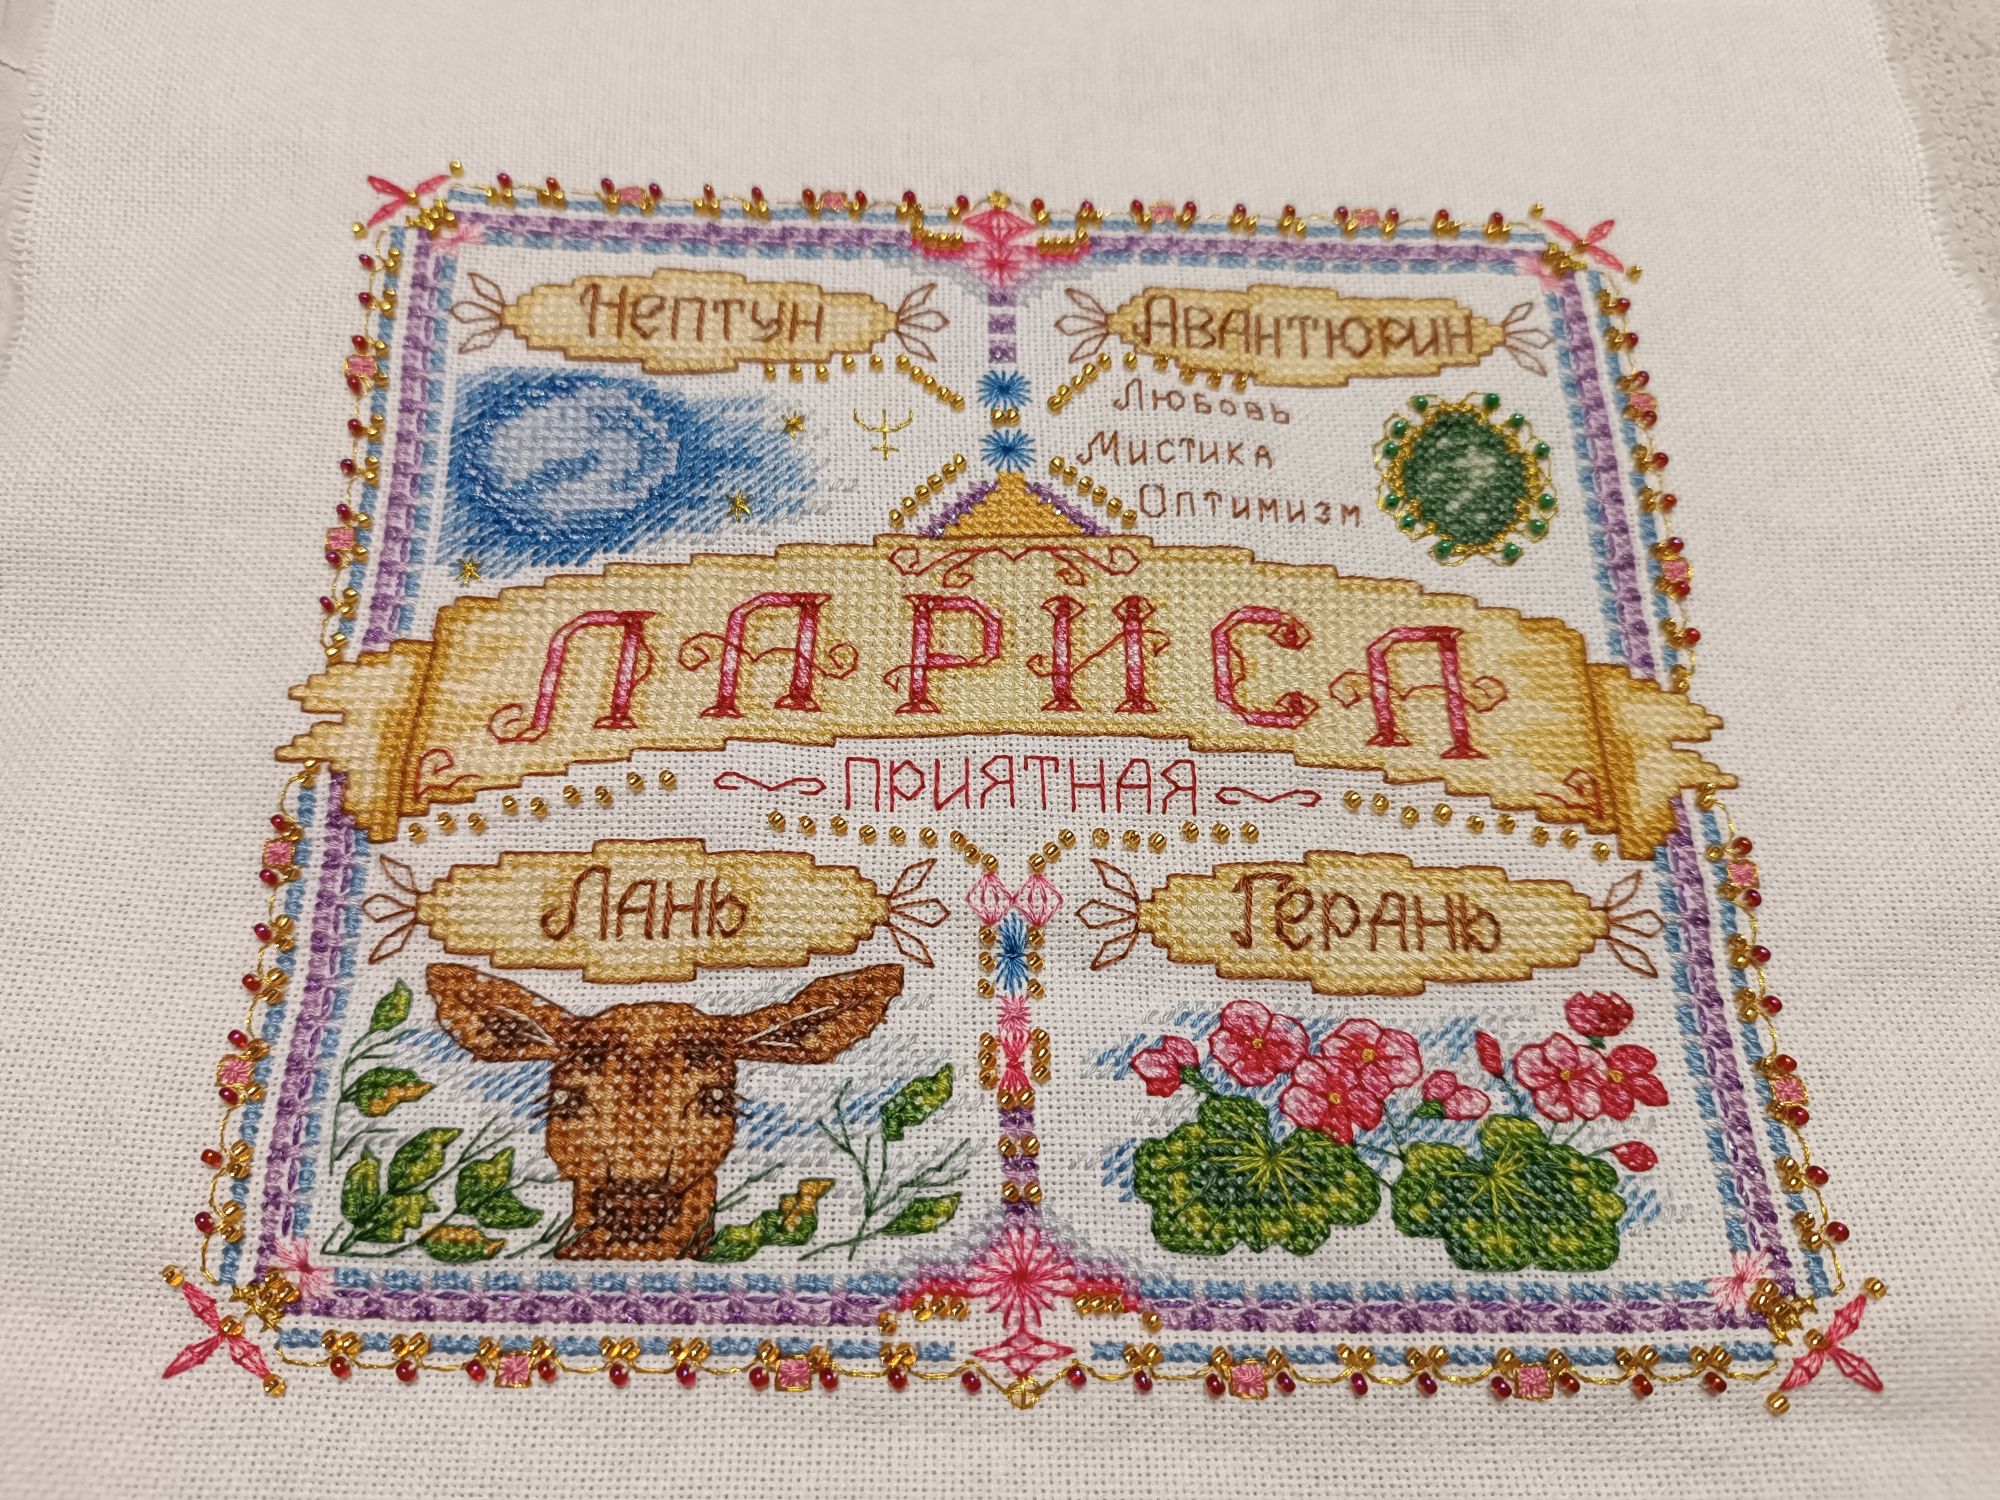 Нептун
Авантюрин
Любовь
Мистика
Оптимизм
ЛАРИСА
ПРИЯТНАЯ
Лань
Герань